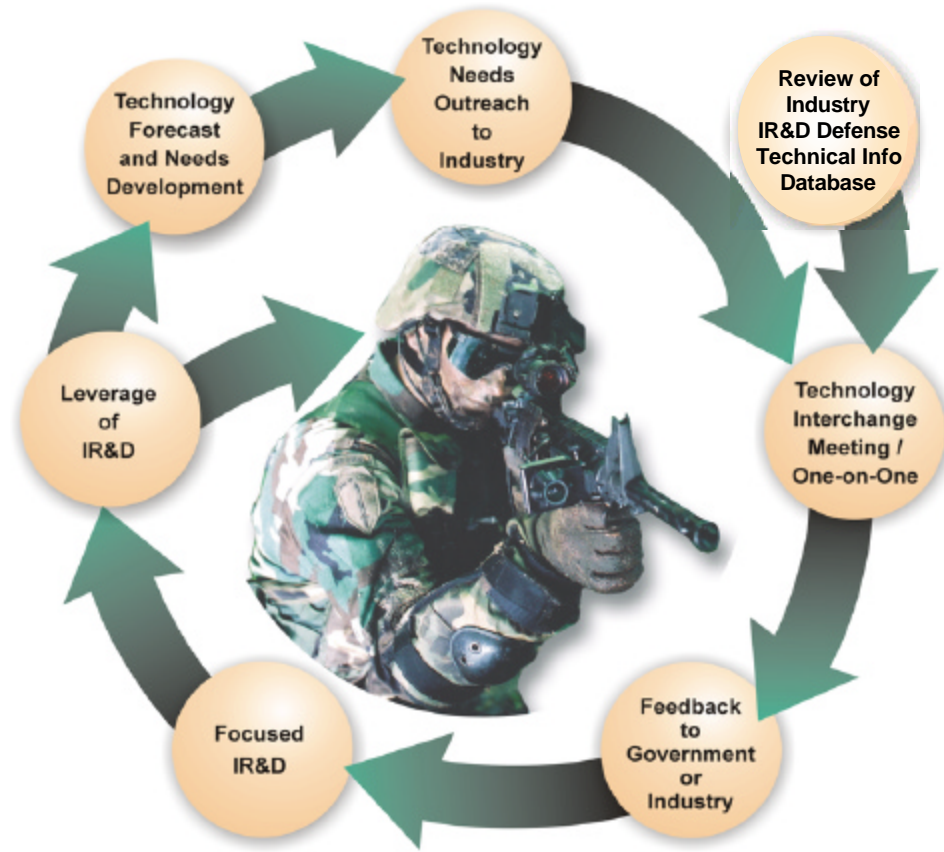 Technology
Forecast
and Needs
Development
Technology
Needs
Outreach
to
Industry
Review of
Industry
IR&D Defense
Technical Info
Database
Technology
Interchange
Meeting /
One-on-One
Feedback
to
Government
or
Industry
Focused
IR&D
Leverage
of
IR&D